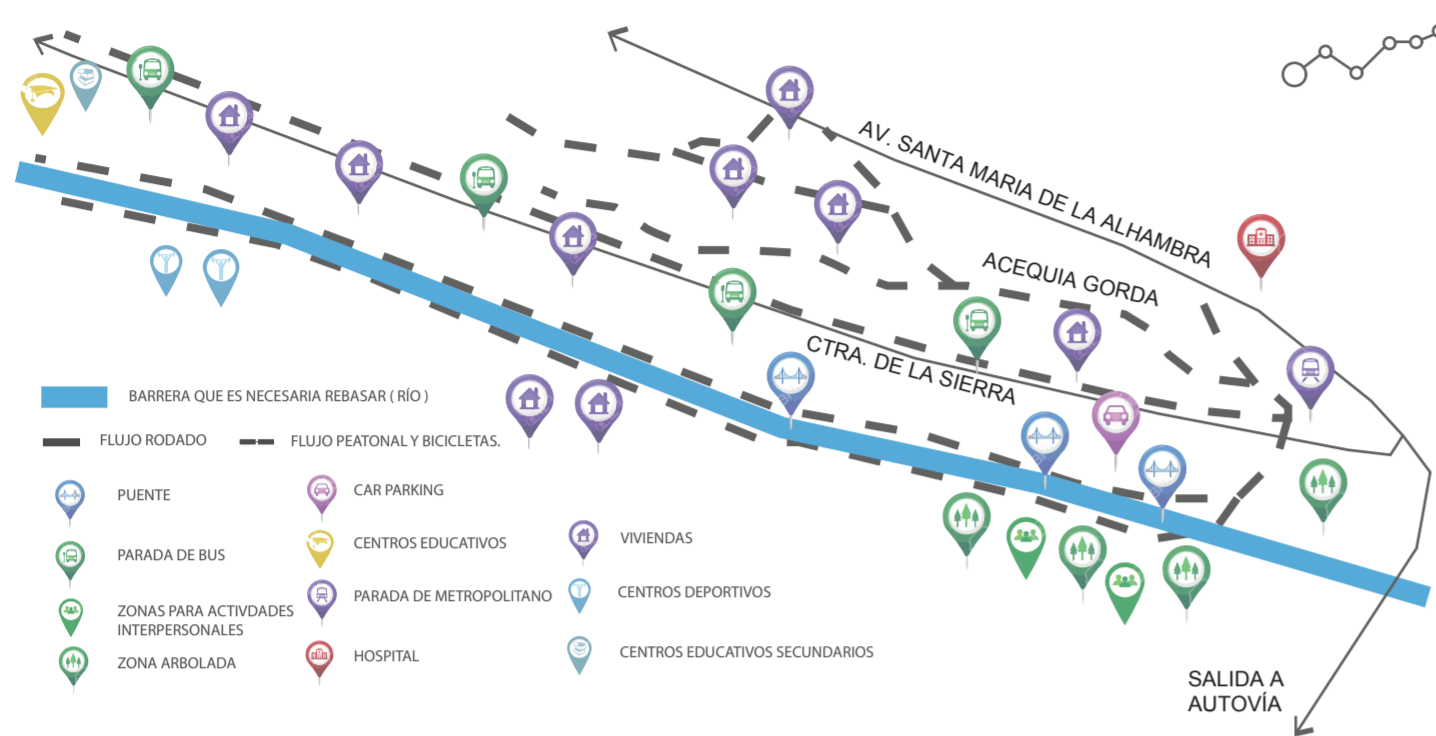 AV. SANTA MARIA DE LA ALHAMBRA
ACEQUIA GORDA
CTRA. DE LA SIERRA
BARRERA QUE ES NECESARIA REBASAR ( RÍO )
FLUJO RODADO
FLUJO PEATONAL Y BICICLETAS.
PUENTE
CAR PARKING
PARADA DE BUS
CENTROS EDUCATIVOS
VIVIENDAS
ZONAS PARA ACTIVDADES
INTERPERSONALES
PARADA DE METROPOLITANO
CENTROS DEPORTIVOS
ZONA ARBOLADA
HOSPITAL
CENTROS EDUCATIVOS SECUNDARIOS
SALIDA A
AUTOVÍA